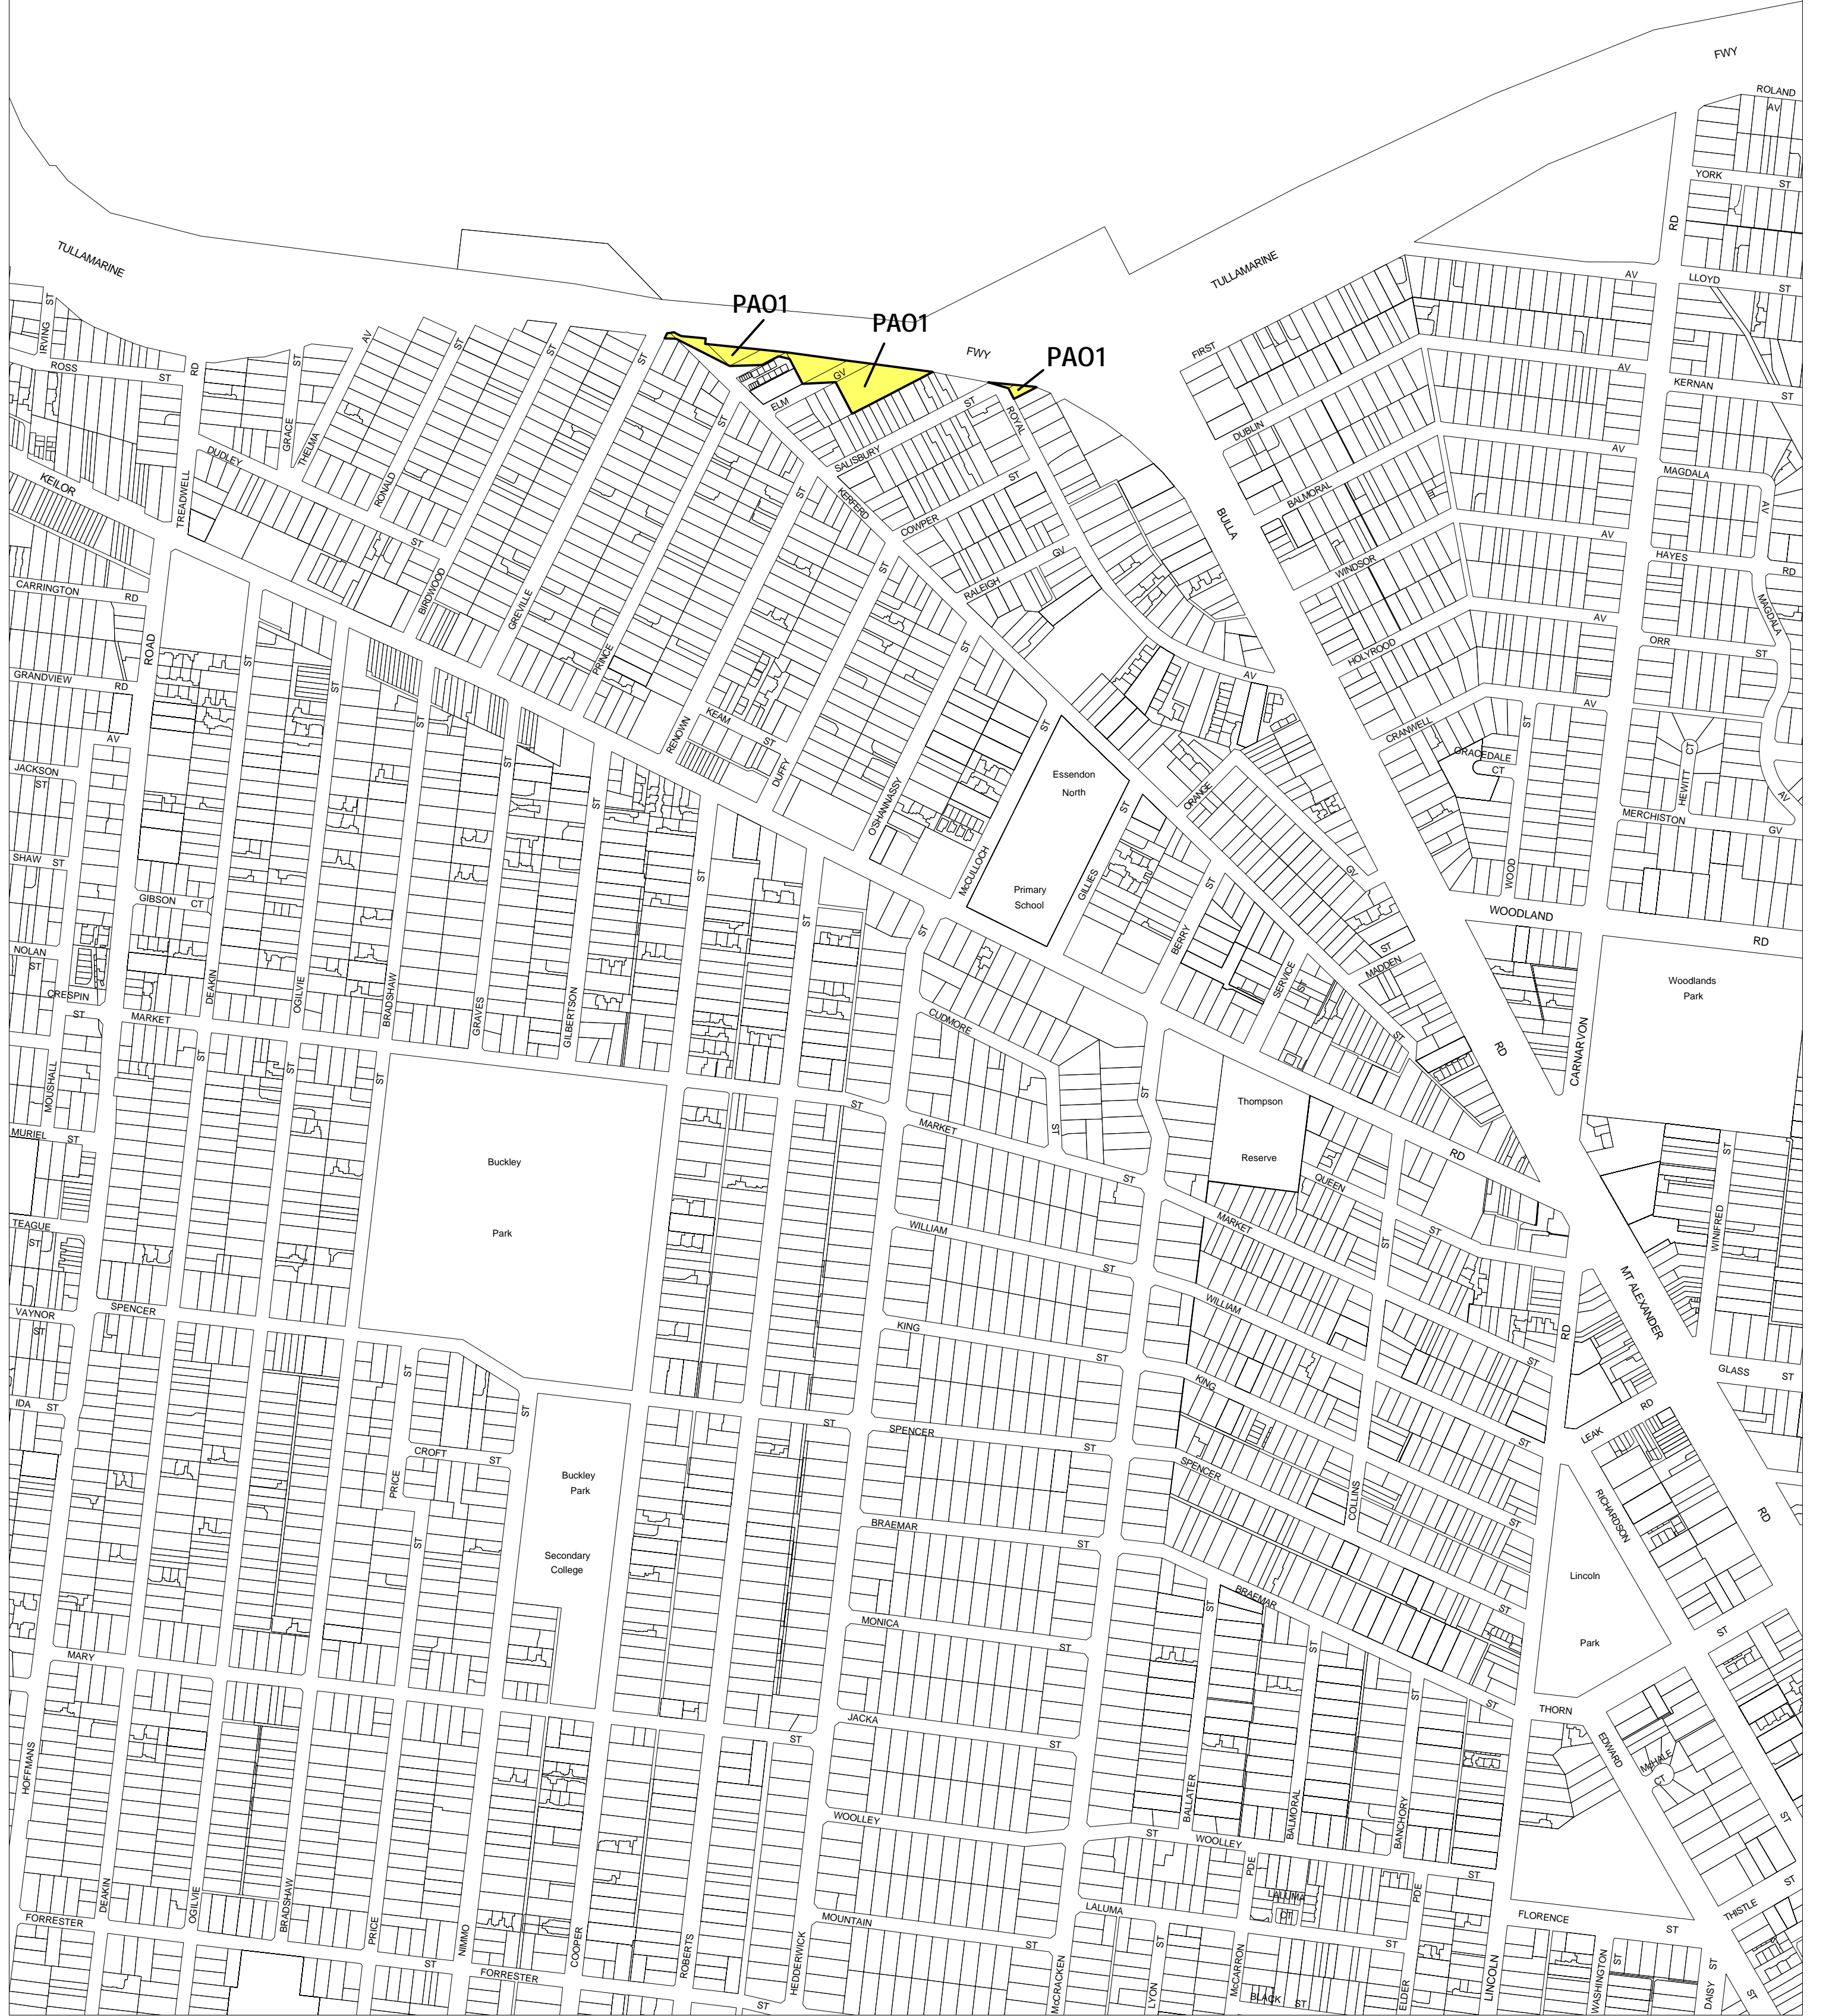 FWY
ROLAND
AV
YORK
ST
RD
TULLAMARINE
TULLAMARINE
LLOYD
ST
AV
IRVING
ST
ROSS
ST
RD
GRACE
ST
THELMA
AV
RONALD
ST
ST
ST
PA01
PA01
PA01
FWY
GV
ELM
FIRST
AV
KERNAN
ST
DUBLIN
AV
MAGDALA
AV
SALISBURY
ST
ROYAL
DUDLEY
ST
KEILOR
TREADWELL
KERFERD
COWPER
ST
BALMORAL
BULLA
AV
HAYES
RD
WINDSOR
CARRINGTON
RD
BIRDWOOD
GREVILLE
ST
ST
ST
RALEIGH
GV
MAGDALA
AV
ORR
ST
HOLYROOD
AV
ROAD
ST
ST
PRINCE
ST
AV
GRANDVIEW
RD
AV
ST
ST
RENOWN
KEAM
ST
DUFFY
O'SHANNASSY
McCULLOCH
ST
CRANWELL
ST
GRACEDALE
CT
HEWITT
CT
AV
JACKSON
ST
ST
Essendon
North
Primary
School
ST
ORANGE
GV
MERCHISTON
GV
SHAW
ST
GIBSON
CT
ST
ST
ST
GILLIES
ST
BERRY
WOOD
WOODLAND
RD
NOLAN
ST
CRESPIN
ST
DEAKIN
OGILVIE
BRADSHAW
GRAVES
GILBERTSON
SERVICE
ST
MADDEN
ST
Woodlands
Park
MARKET
ST
ST
ST
CUDMORE
ST
ST
RD
CARNARVON
MOUSHALL
MURIEL
ST
ST
MARKET
ST
ST
Thompson
Reserve
RD
QUEEN
ST
Buckley
Park
ST
WINIFRED
TEAGUE
ST
WILLIAM
ST
MARKET
ST
ST
MT ALEXANDER
VAYNOR
ST
SPENCER
KING
ST
WILLIAM
ST
RD
GLASS
ST
IDA
ST
ST
ST
KING
ST
LEAK
RD
CROFT
ST
PRICE
ST
SPENCER
ST
SPENCER
COLLINS
ST
RICHARDSON
RD
Buckley
Park
Secondary
College
BRAEMAR
ST
BRAEMAR
ST
ST
Lincoln
Park
ST
MARY
MONICA
ST
ST
ST
ST
ST
THORN
EDWARD
McHALE
CT
ST
JACKA
ST
ST
HOFFMANS
BALLATER
BALMORAL
BANCHORY
WOOLLEY
ST
WOOLLEY
ST
PDE
PDE
LALUMA
CT
ST
DEAKIN
OGILVIE
BRADSHAW
PRICE
NIMMO
COOPER
ROBERTS
HEDDERWICK
FORRESTER
ST
FORRESTER
ST
MOUNTAIN
ST
McCRACKEN
LALUMA
ST
ST
LYON
McCARRON
BLACK
ST
ELDER
LINCOLN
FLORENCE
ST
ST
WASHINGTON
DAISY
ST
THISTLE
ST
ST